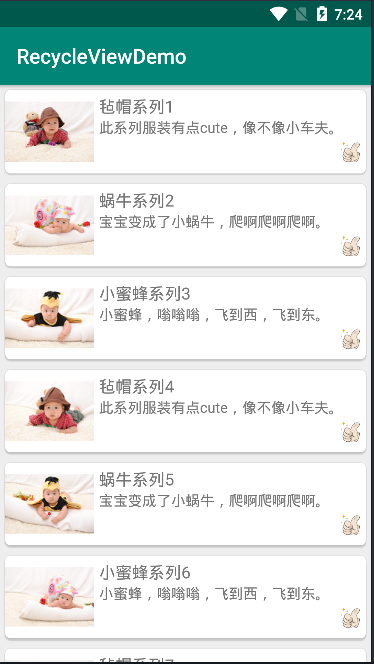 7:24
RecycleViewDemo
毡帽系列1
此系列服装有点cute，像不像小车夫。
蜗牛系列2
宝宝变成了小蜗牛，爬啊爬啊爬啊。
小蜜蜂系列3
小蜜蜂，嗡嗡嗡，飞到西，飞到东。
毡帽系列4
此系列服装有点cute，像不像小车夫。
蜗牛系列5
宝宝变成了小蜗牛，爬啊爬啊爬啊。
小蜜蜂系列6
小蜜蜂，嗡嗡嗡，飞到西，飞到东。
毡帽系列7